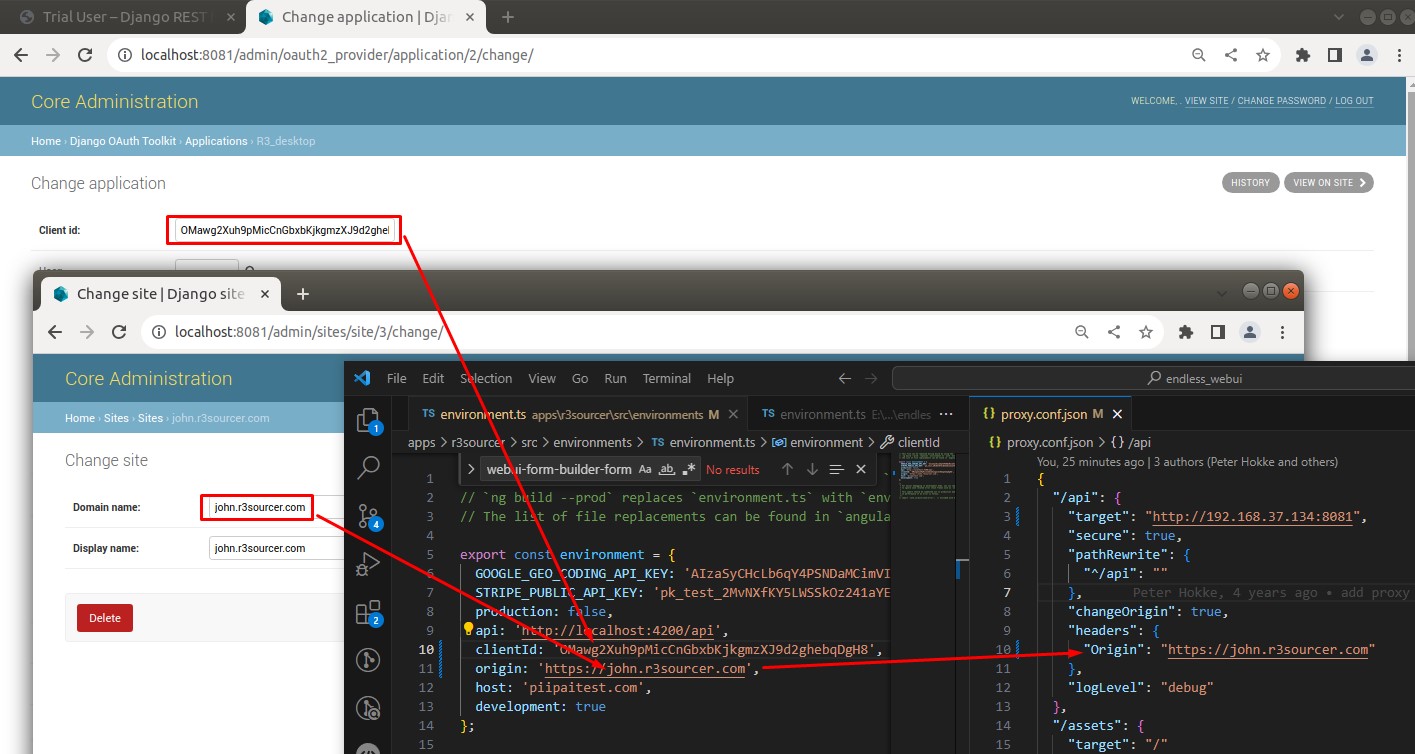 Trial User – Django REST
Change application | Djan
localhost:8081/admin/oauth2_provider/application/2/change/
Core Administration
WELCOME, . VIEW SITE / CHANGE PASSWORD / LOG OUT
Home › Django OAuth Toolkit › Applications › R3_desktop
Change application
HISTORY
VIEW ON SITE
Client id:
OMawg2Xuh9pMicCnGbxbKjkgmzXJ9d2ghel
Change site | Django site
localhost:8081/admin/sites/site/3/change/
Core Administration
Home › Sites › Sites › john.r3sourcer.com
Change site
Domain name:
john.r3sourcer.com
Display name:
john.r3sourcer.com
Delete
File Edit Selection View Go Run Terminal Help
endless_webui
1
4
2
TS environment.ts apps\r3sourcer\src\environments M
TS environment.ts E:\...\endles ...
apps > r3sourcer > src > environments > TS environment.ts > environment > clientId
webui-form-builder-form Aa ab .* No results
1
2 // `ng build --prod` replaces `environment.ts` with `env
3 // The list of file replacements can be found in `angula
4
5 export const environment = {
6 GOOGLE_GEO_CODING_API_KEY: 'AIzaSyCHcLb6qY4PSNDaMCimVI
7 STRIPE_PUBLIC_API_KEY: 'pk_test_2MvNXfKY5LWSSkOz241aYE
8 production: false,
9 api: 'http://localhost:4200/api',
10 clientId: 'OMawg2Xuh9pMicCnGbxbKjkgmzXJ9d2ghebqDgH8',
11 origin: 'https://john.r3sourcer.com',
12 host: 'piipaitest.com',
13 development: true
14 };
15
{} proxy.conf.json M
{} proxy.conf.json > {} /api
You, 25 minutes ago | 3 authors (Peter Hokke and others)
1 {
2 "/api": {
3 "target": "http://192.168.37.134:8081",
4 "secure": true,
5 "pathRewrite": {
6 "^/api": ""
7 }, Peter Hokke, 4 years ago • add proxy
8 "changeOrigin": true,
9 "headers": {
10 "Origin": "https://john.r3sourcer.com"
11 },
12 "logLevel": "debug"
13 },
14 "/assets": {
15 "target": "/"